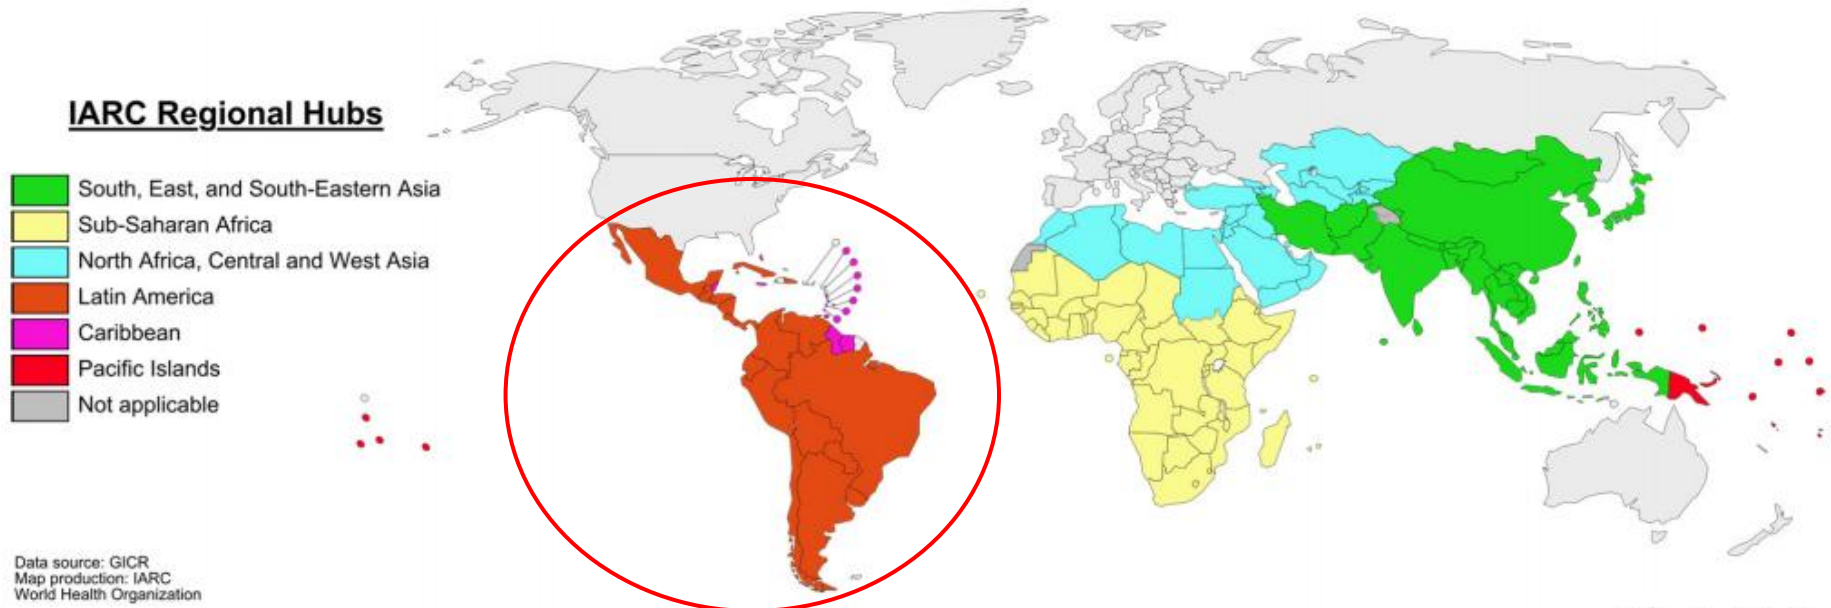 IARC Regional Hubs
South, East, and South-Eastern Asia
Sub-Saharan Africa
North Africa, Central and West Asia
Latin America
Caribbean
Pacific Islands
Not applicable
Data source: GICR
Map production: IARC
World Health Organization